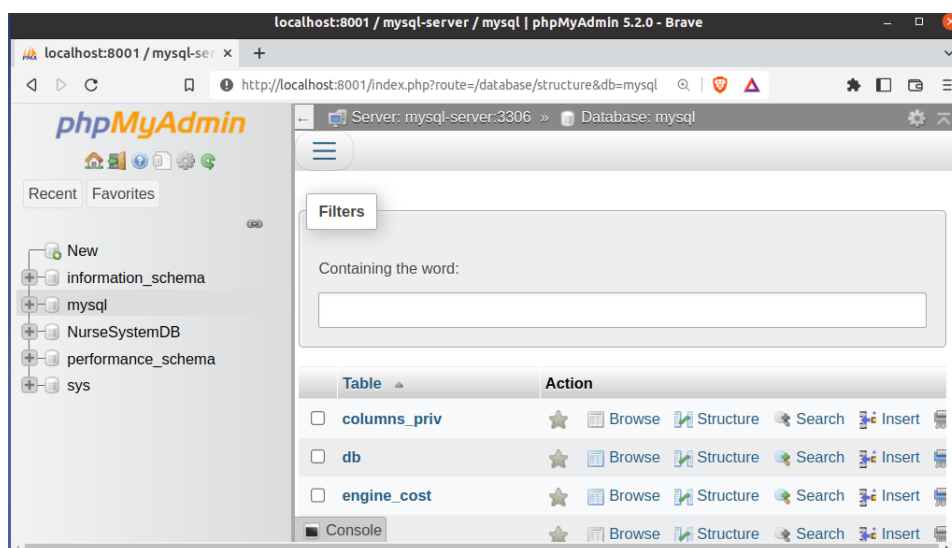 localhost:8001 / mysql-server / mysql | phpMyAdmin 5.2.0 - Brave
localhost:8001 / mysql-ser
http://localhost:8001/index.php?route=/database/structure&db=mysql
phpMyAdmin
Recent Favorites
New
information_schema
mysql
NurseSystemDB
performance_schema
sys
Server: mysql-server:3306 » Database: mysql
Filters
Containing the word:
Table Action
columns_priv Browse Structure Search Insert
db Browse Structure Search Insert
engine_cost Browse Structure Search Insert
Browse Structure Search Insert
Console